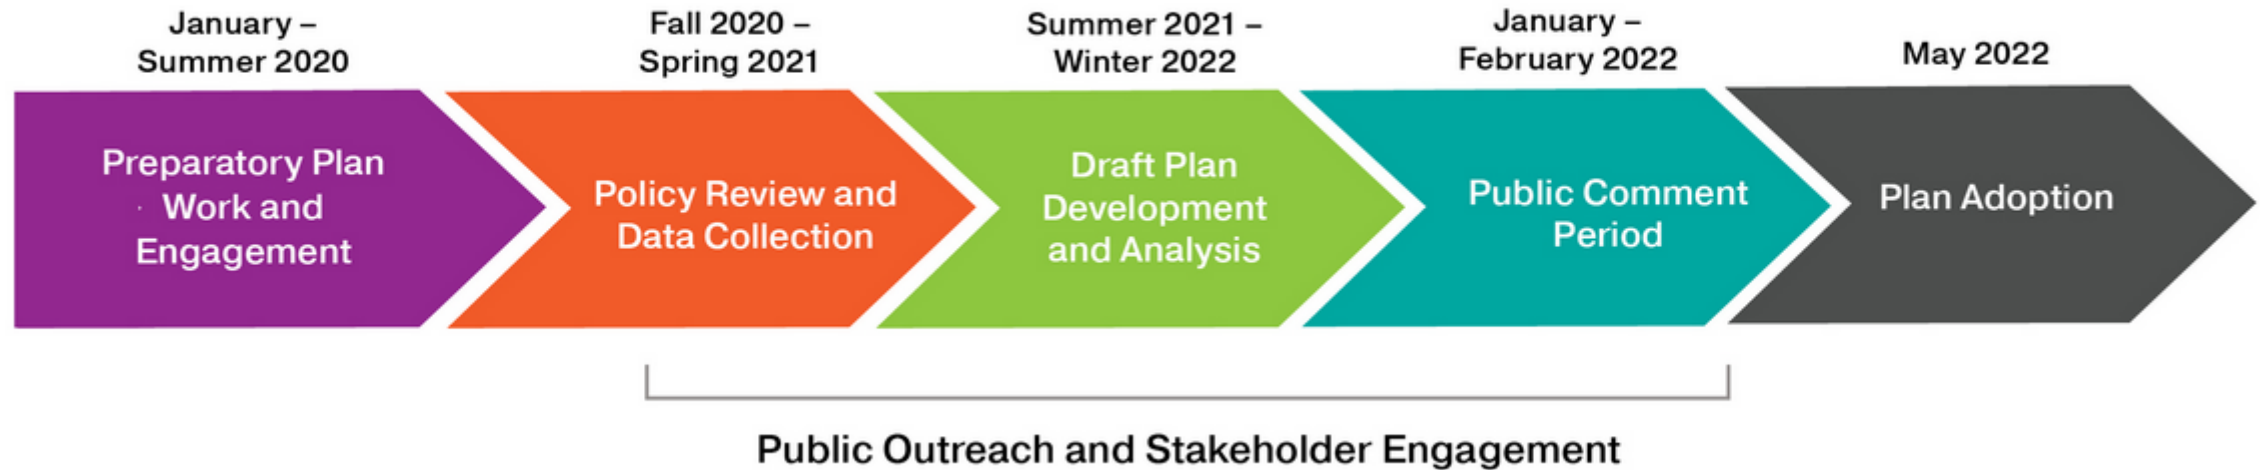 January –
Summer 2020
Fall 2020 –
Spring 2021
Summer 2021 –
Winter 2022
January –
February 2022
May 2022
Preparatory Plan
· Work and
Engagement
Policy Review and
Data Collection
Draft Plan
Development
and Analysis
Public Comment
Period
Plan Adoption
Public Outreach and Stakeholder Engagement